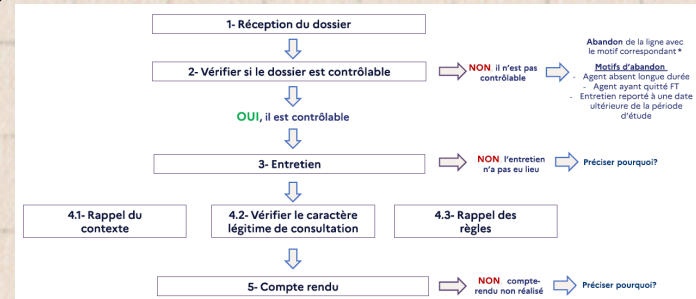 1- Réception du dossier
2- Vérifier si le dossier est contrôlable
NON, il n'est pas
contrôlable
Abandon de la ligne avec
le motif correspondant *
Motifs d'abandon
- Agent absent longue durée
- Agent ayant quitté FT
- Entretien reporté à une date
ultérieure de la période
d'étude
OUI, il est contrôlable
3- Entretien
NON, l'entretien
n'a pas eu lieu
Préciser pourquoi?
4.1- Rappel du
contexte
4.2- Vérifier le caractère
légitime de consultation
4.3- Rappel des
règles
5- Compte rendu
NON, compte-
rendu non réalisé
Préciser pourquoi?